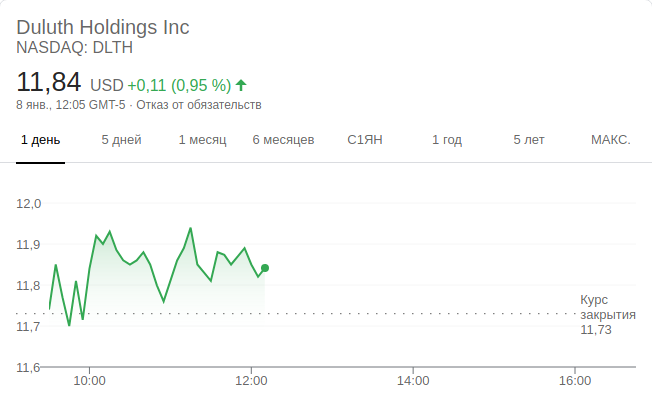 Duluth Holdings Inc
NASDAQ: DLTH
11,84 USD +0,11 (0,95 %)
8 янв., 12:05 GMT-5 · Отказ от обязательств
1 день 5 дней 1 месяц 6 месяцев С1ЯН 1 год 5 лет МАКС.
12,0
11,9
11,8
Курс
закрытия
11,73
11,7
11,6
10:00 12:00 14:00 16:00